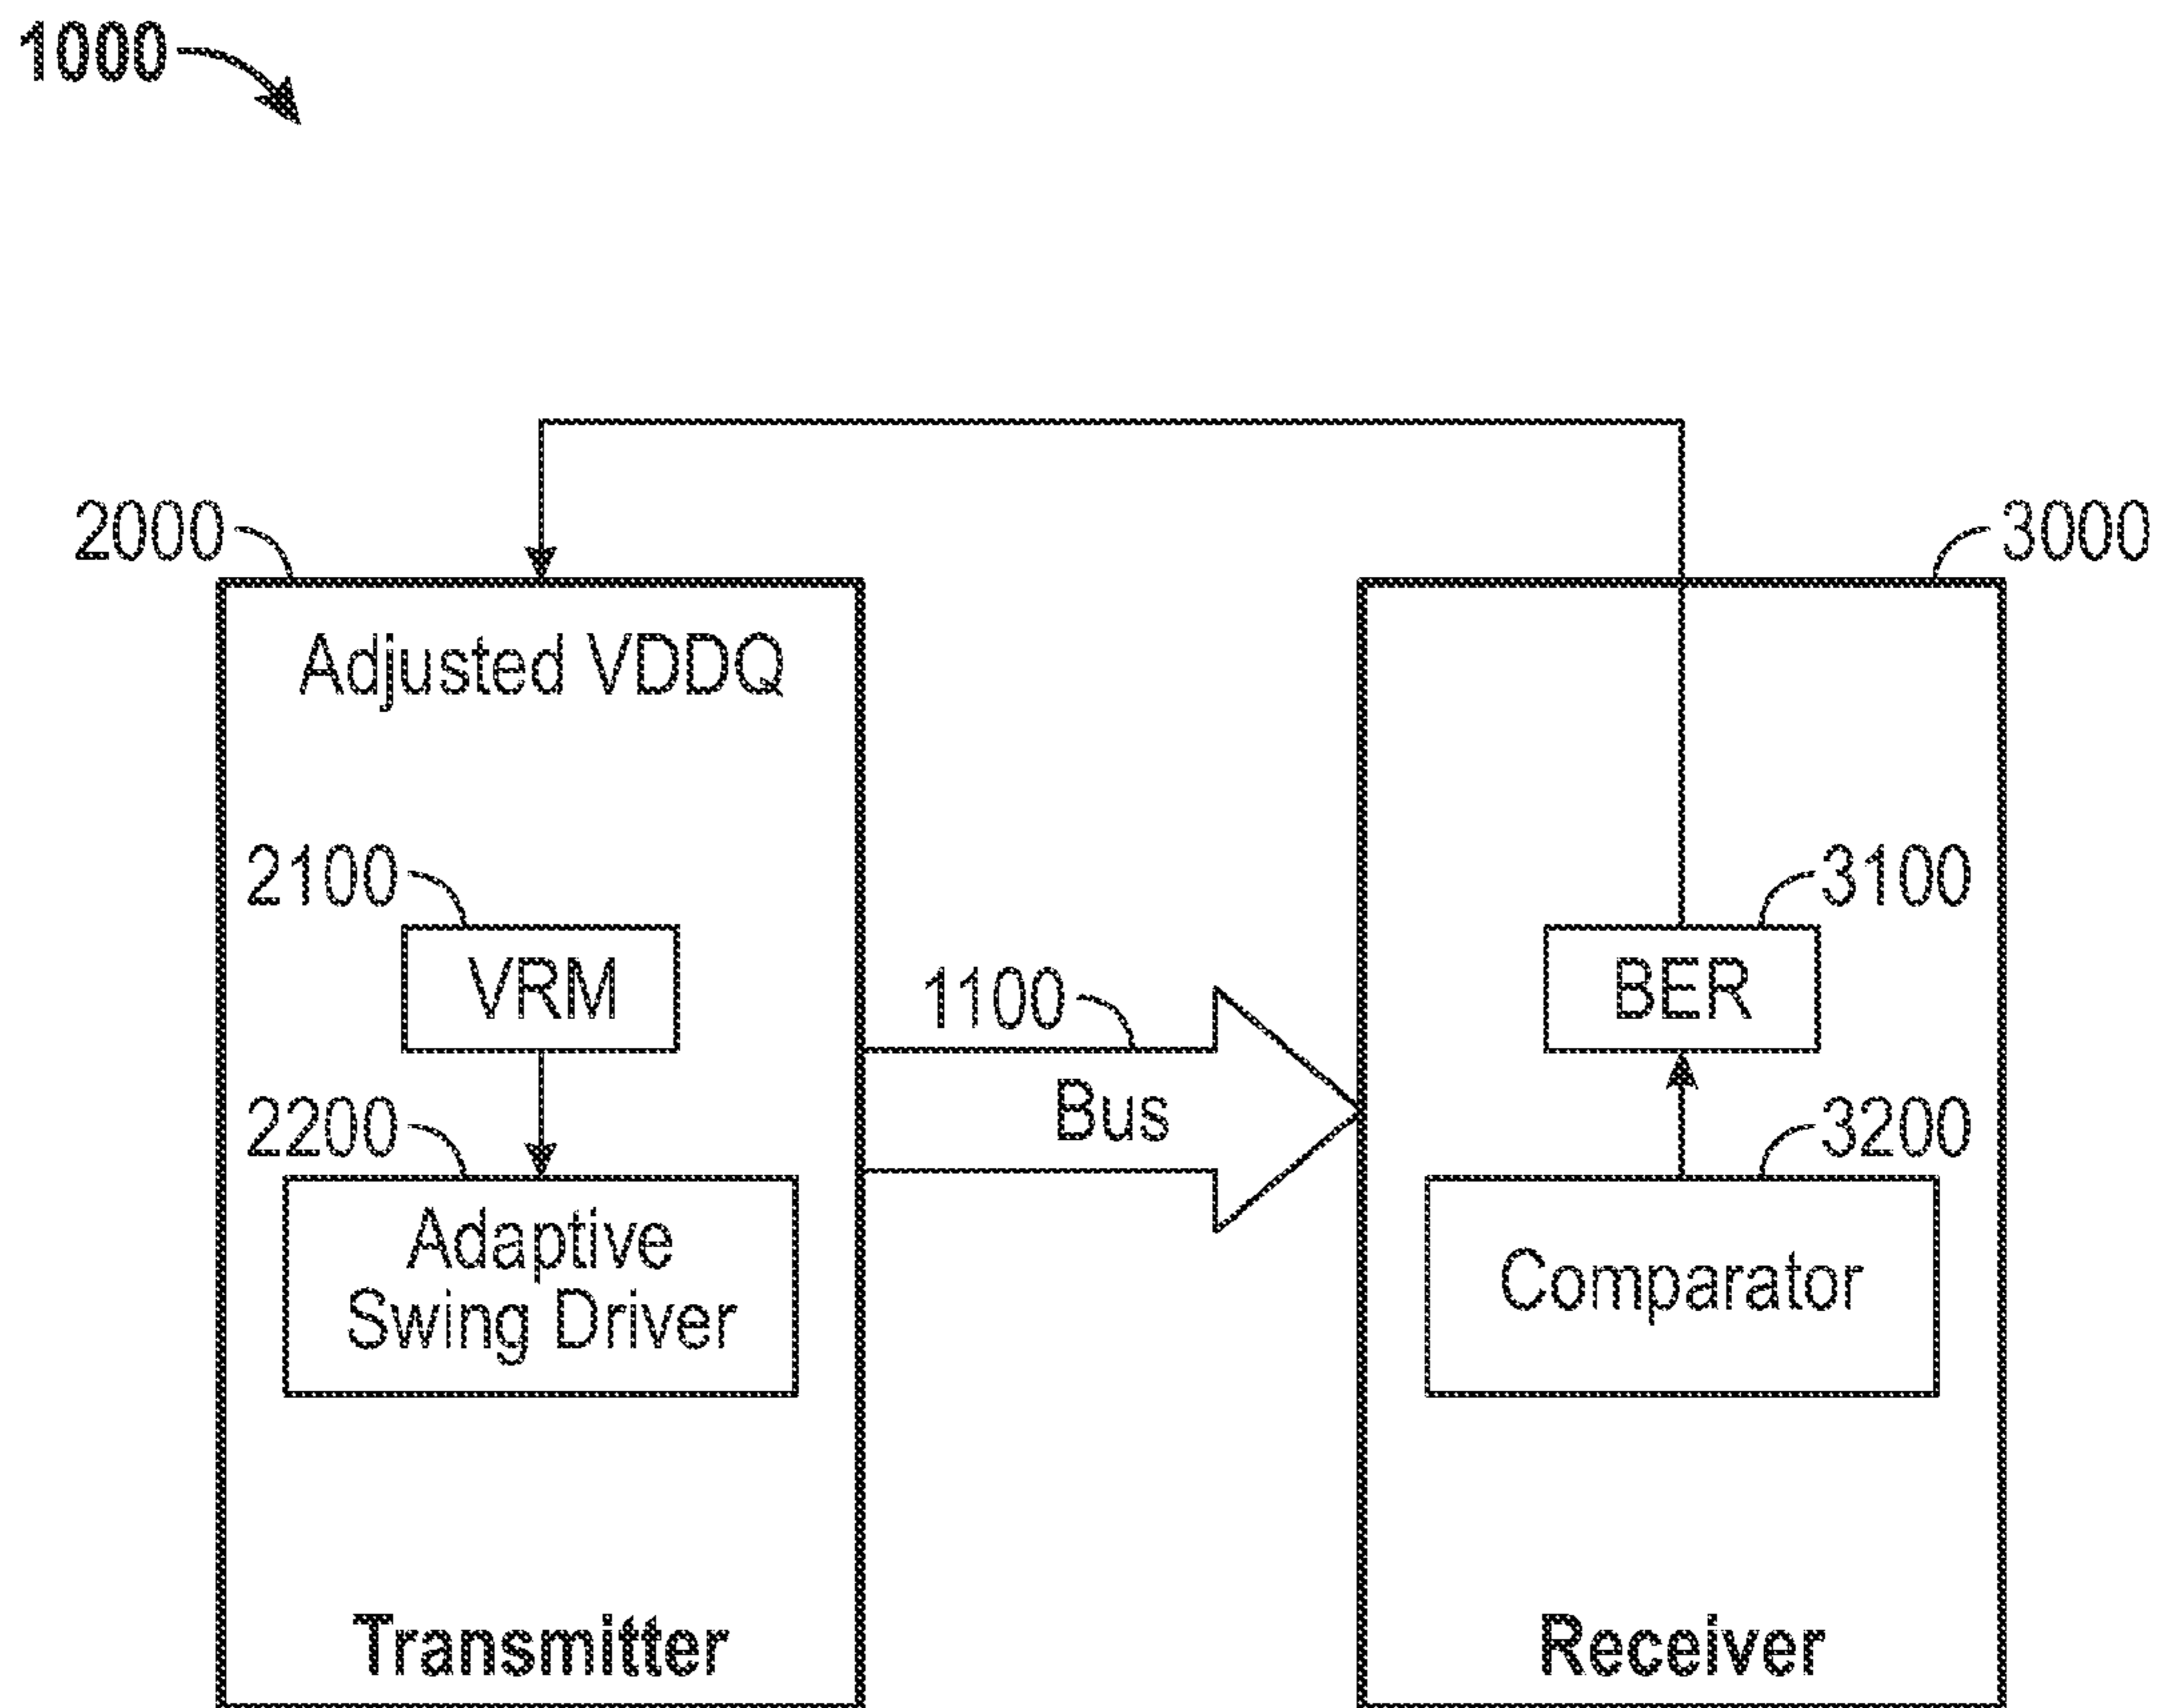 1000
2000
3000
Adjusted VDDQ
2100
VRM
3100
BER
1100
Bus
2200
Adaptive
Swing Driver
3200
Comparator
Transmitter
Receiver